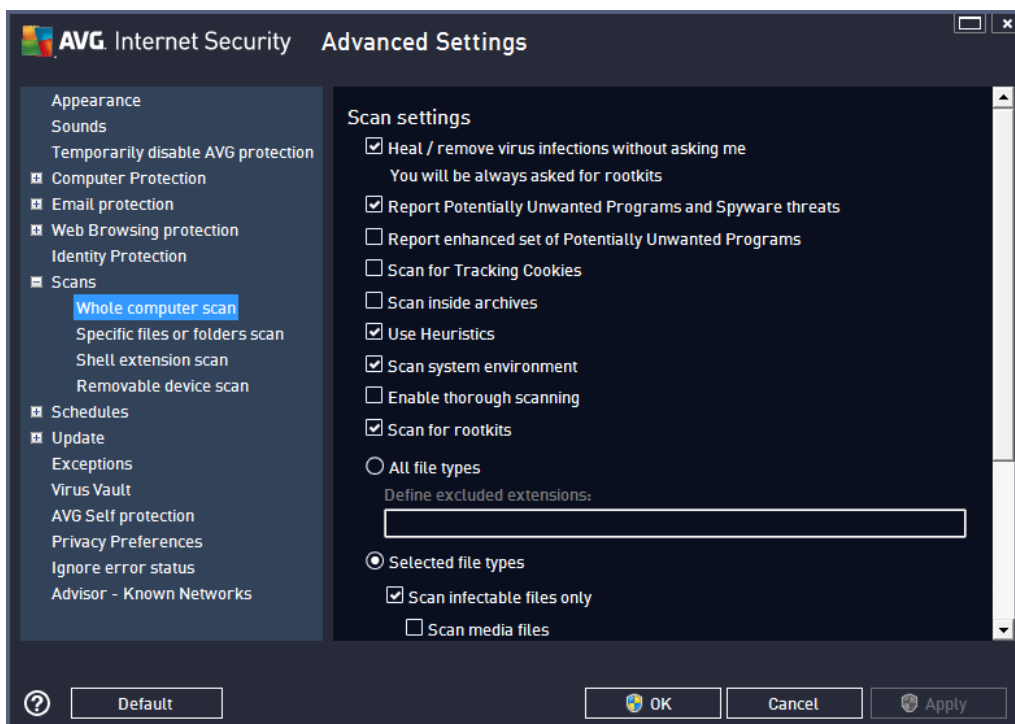 AVG. Internet Security Advanced Settings
Appearance
Sounds
Temporarily disable AVG protection
Computer Protection
Email protection
Web Browsing protection
Identity Protection
Scans
Whole computer scan
Specific files or folders scan
Shell extension scan
Removable device scan
Schedules
Update
Exceptions
Virus Vault
AVG Self protection
Privacy Preferences
Ignore error status
Advisor - Known Networks
Scan settings
Heal / remove virus infections without asking me
You will be always asked for rootkits
Report Potentially Unwanted Programs and Spyware threats
Report enhanced set of Potentially Unwanted Programs
Scan for Tracking Cookies
Scan inside archives
Use Heuristics
Scan system environment
Enable thorough scanning
Scan for rootkits
All file types
Define excluded extensions:
Selected file types
Scan infectable files only
Scan media files
? Default OK Cancel Apply